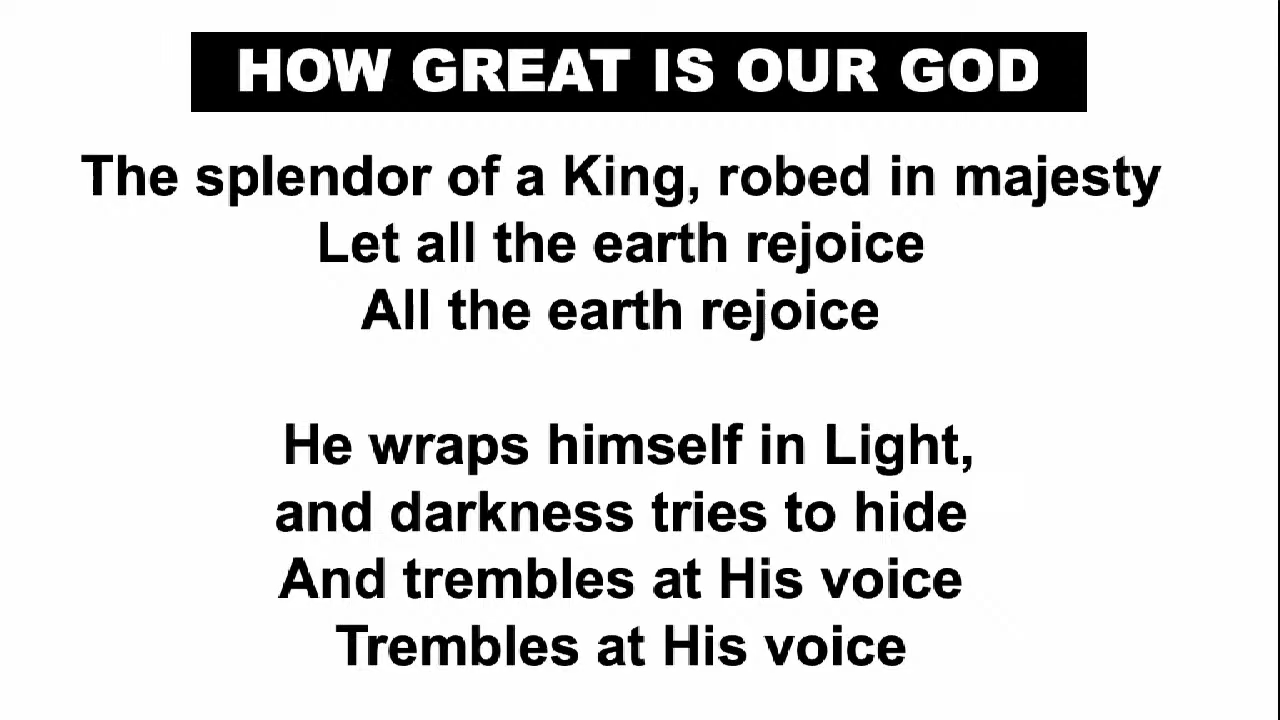 HOW GREAT IS OUR GOD
The splendor of a King, robed in majesty
Let all the earth rejoice
All the earth rejoice
He wraps himself in Light,
and darkness tries to hide
And trembles at His voice
Trembles at His voice